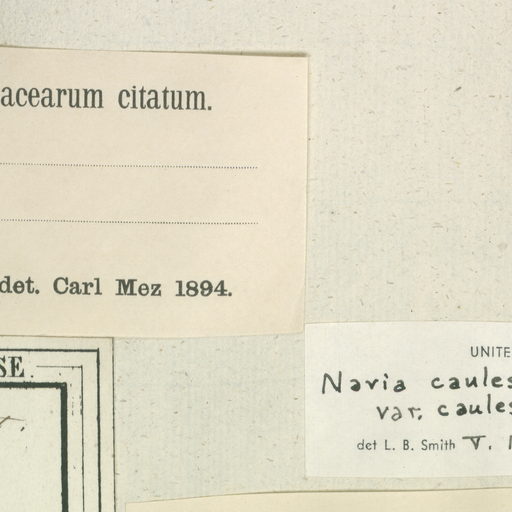 acearum citatum.
det. Carl Mez 1894.
SE
UNITE
Navia caules
var. caules
det L. B. Smith V.